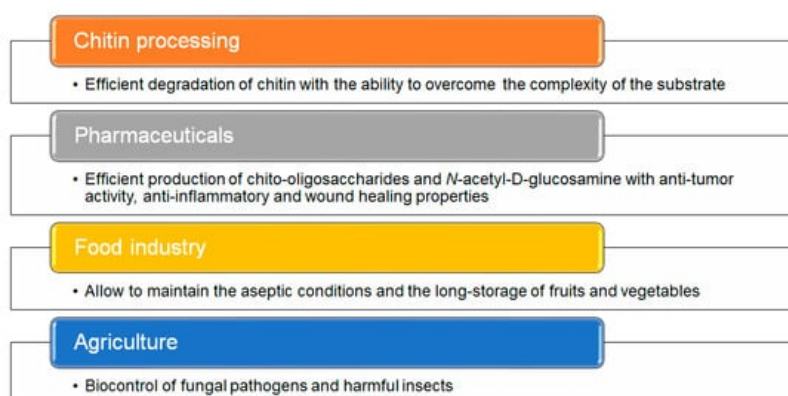 Chitin processing
• Efficient degradation of chitin with the ability to overcome the complexity of the substrate
Pharmaceuticals
• Efficient production of chito-oligosaccharides and N-acetyl-D-glucosamine with anti-tumor
activity, anti-inflammatory and wound healing properties
Food industry
• Allow to maintain the aseptic conditions and the long-storage of fruits and vegetables
Agriculture
• Biocontrol of fungal pathogens and harmful insects